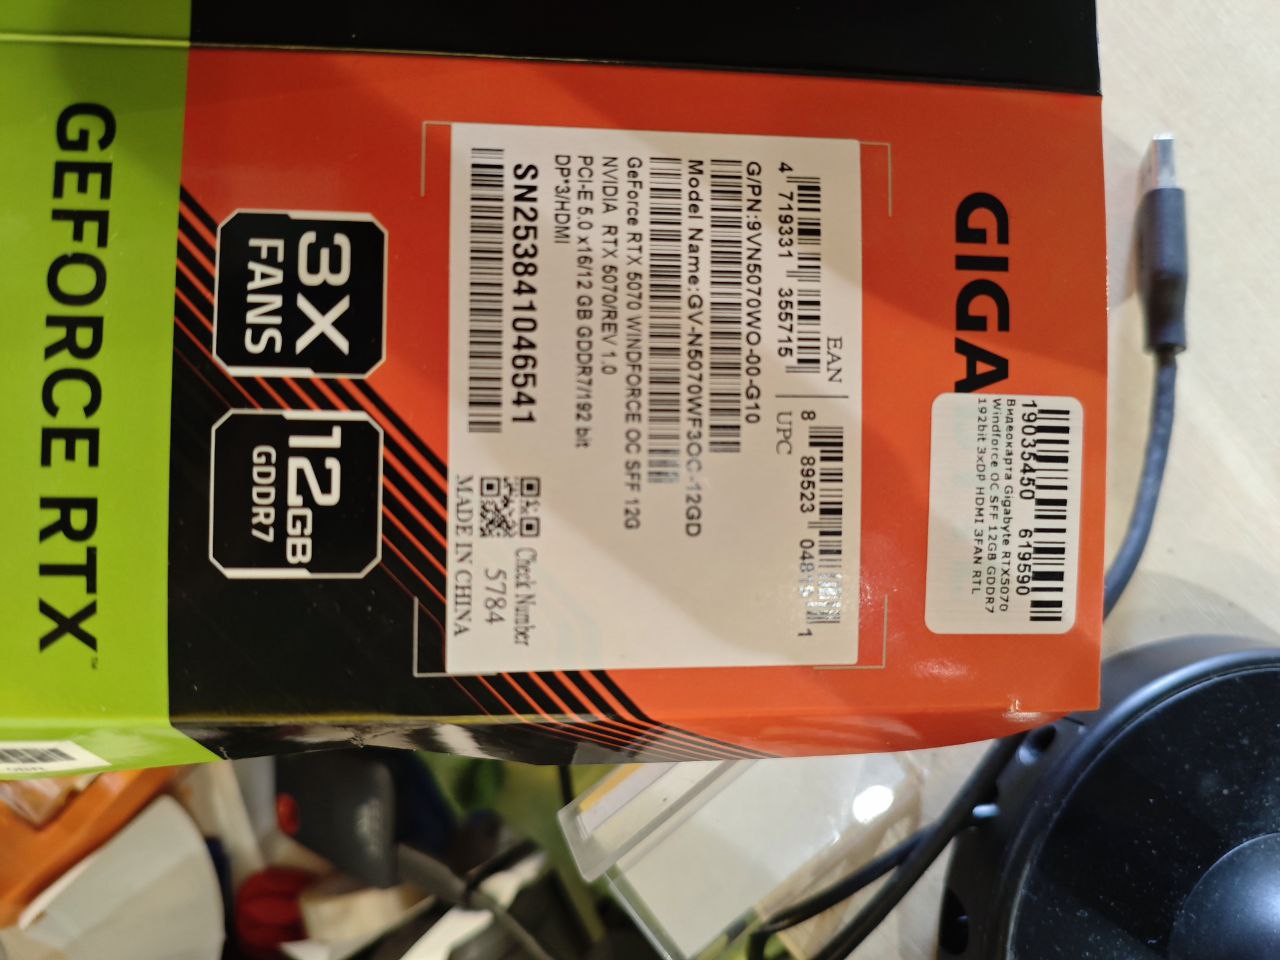 GIGA
19035450 619590
Видеокарта Gigabyte RTX5070
Windforce OC SFF 12GB GDDR7
192bit 3xDP HDMI 3FAN RTL
EAN
4 719331 355715
UPC
8 89523 048 1
G/PN:9VN5070WO-00-G10
Model Name:GV-N5070WF3OC-12GD
GeForce RTX 5070 WINDFORCE OC SFF 12G
NVIDIA RTX 5070/REV 1.0
PCI-E 5.0 x16/12 GB GDDR7/192 bit
DP*3/HDMI
SN253841046541
Check Number
5784
MADE IN CHINA
3X
FANS
12GB
GDDR7
GEFORCE RTX™